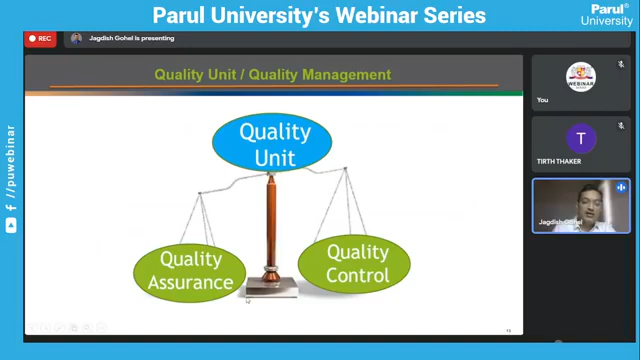 Parul University's Webinar Series
Parul®
University
REC
Jagdish Gohel is presenting
Quality Unit / Quality Management
Quality
Unit
Quality
Assurance
Quality
Control
WEBINAR
You
T
TIRTH THAKER
Jagdish Gohel
/puwebinar